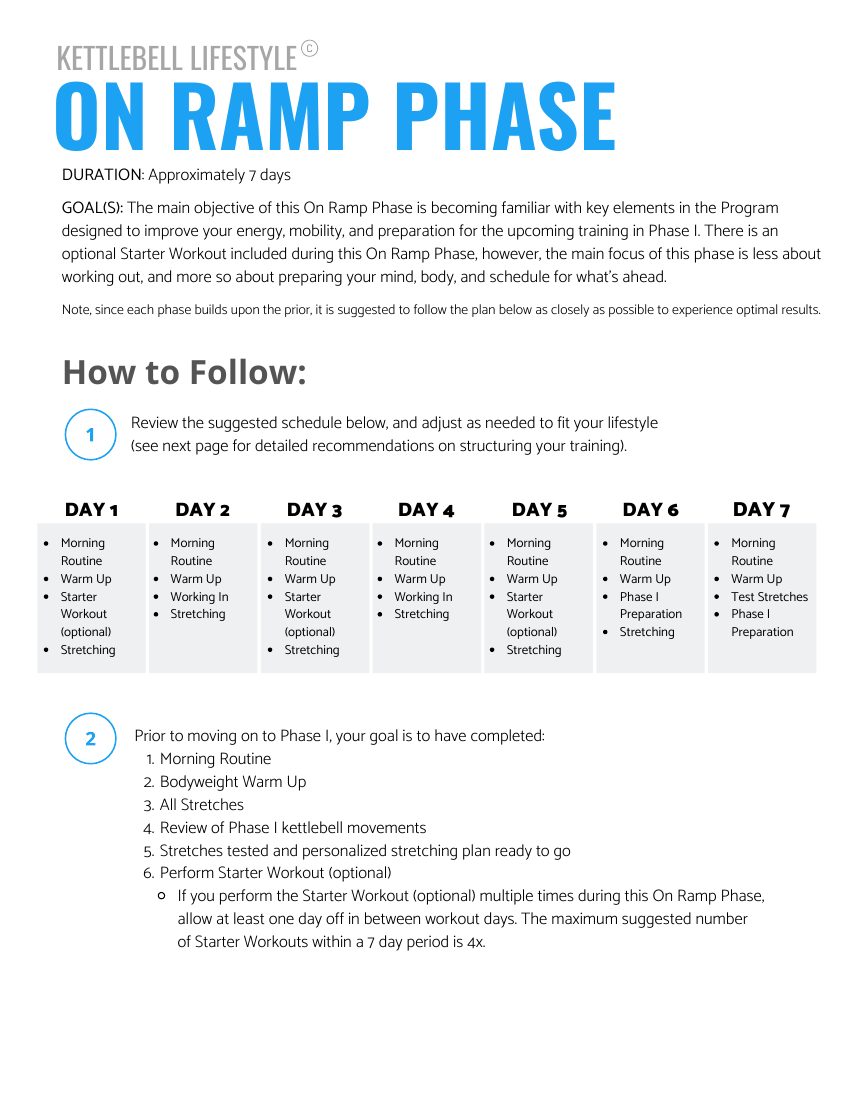 KETTLEBELL LIFESTYLE ©
ON RAMP PHASE
DURATION: Approximately 7 days
GOAL(S): The main objective of this On Ramp Phase is becoming familiar with key elements in the Program
designed to improve your energy, mobility, and preparation for the upcoming training in Phase I. There is an
optional Starter Workout included during this On Ramp Phase, however, the main focus of this phase is less about
working out, and more so about preparing your mind, body, and schedule for what's ahead.
Note, since each phase builds upon the prior, it is suggested to follow the plan below as closely as possible to experience optimal results.
How to Follow:
1
Review the suggested schedule below, and adjust as needed to fit your lifestyle
(see next page for detailed recommendations on structuring your training).
DAY 1
• Morning
Routine
• Warm Up
• Starter
Workout
(optional)
• Stretching
DAY 2
• Morning
Routine
• Warm Up
• Working In
• Stretching
DAY 3
• Morning
Routine
• Warm Up
• Starter
Workout
(optional)
• Stretching
DAY 4
• Morning
Routine
• Warm Up
• Working In
• Stretching
DAY 5
• Morning
Routine
• Warm Up
• Starter
Workout
(optional)
• Stretching
DAY 6
• Morning
Routine
• Warm Up
• Phase I
Preparation
• Stretching
DAY 7
• Morning
Routine
• Warm Up
• Test Stretches
• Phase I
Preparation
2
Prior to moving on to Phase I, your goal is to have completed:
1. Morning Routine
2. Bodyweight Warm Up
3. All Stretches
4. Review of Phase I kettlebell movements
5. Stretches tested and personalized stretching plan ready to go
6. Perform Starter Workout (optional)
○ If you perform the Starter Workout (optional) multiple times during this On Ramp Phase,
allow at least one day off in between workout days. The maximum suggested number
of Starter Workouts within a 7 day period is 4x.